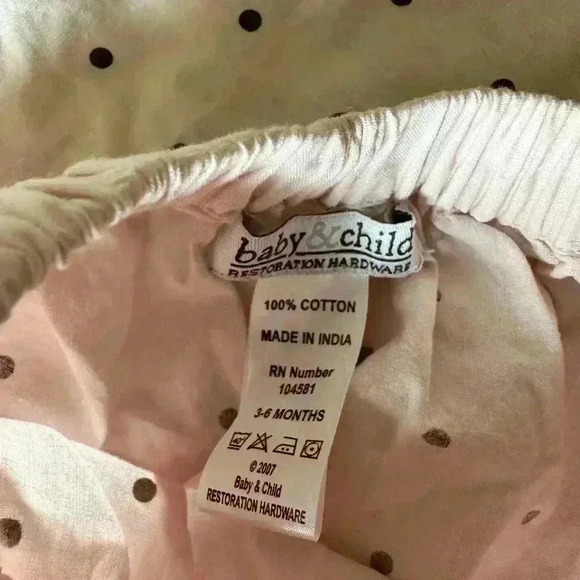 baby&child
RESTORATION HARDWARE
100% COTTON
MADE IN INDIA
RN Number
104581
3-6 MONTHS
40°
© 2007
Baby & Child
RESTORATION HARDWARE